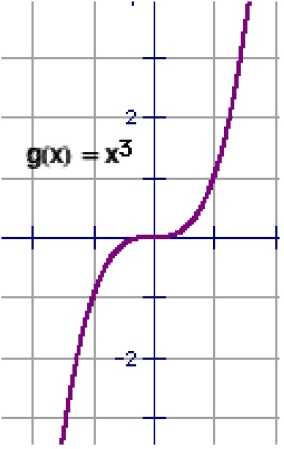 2
g(x) = x³
-2